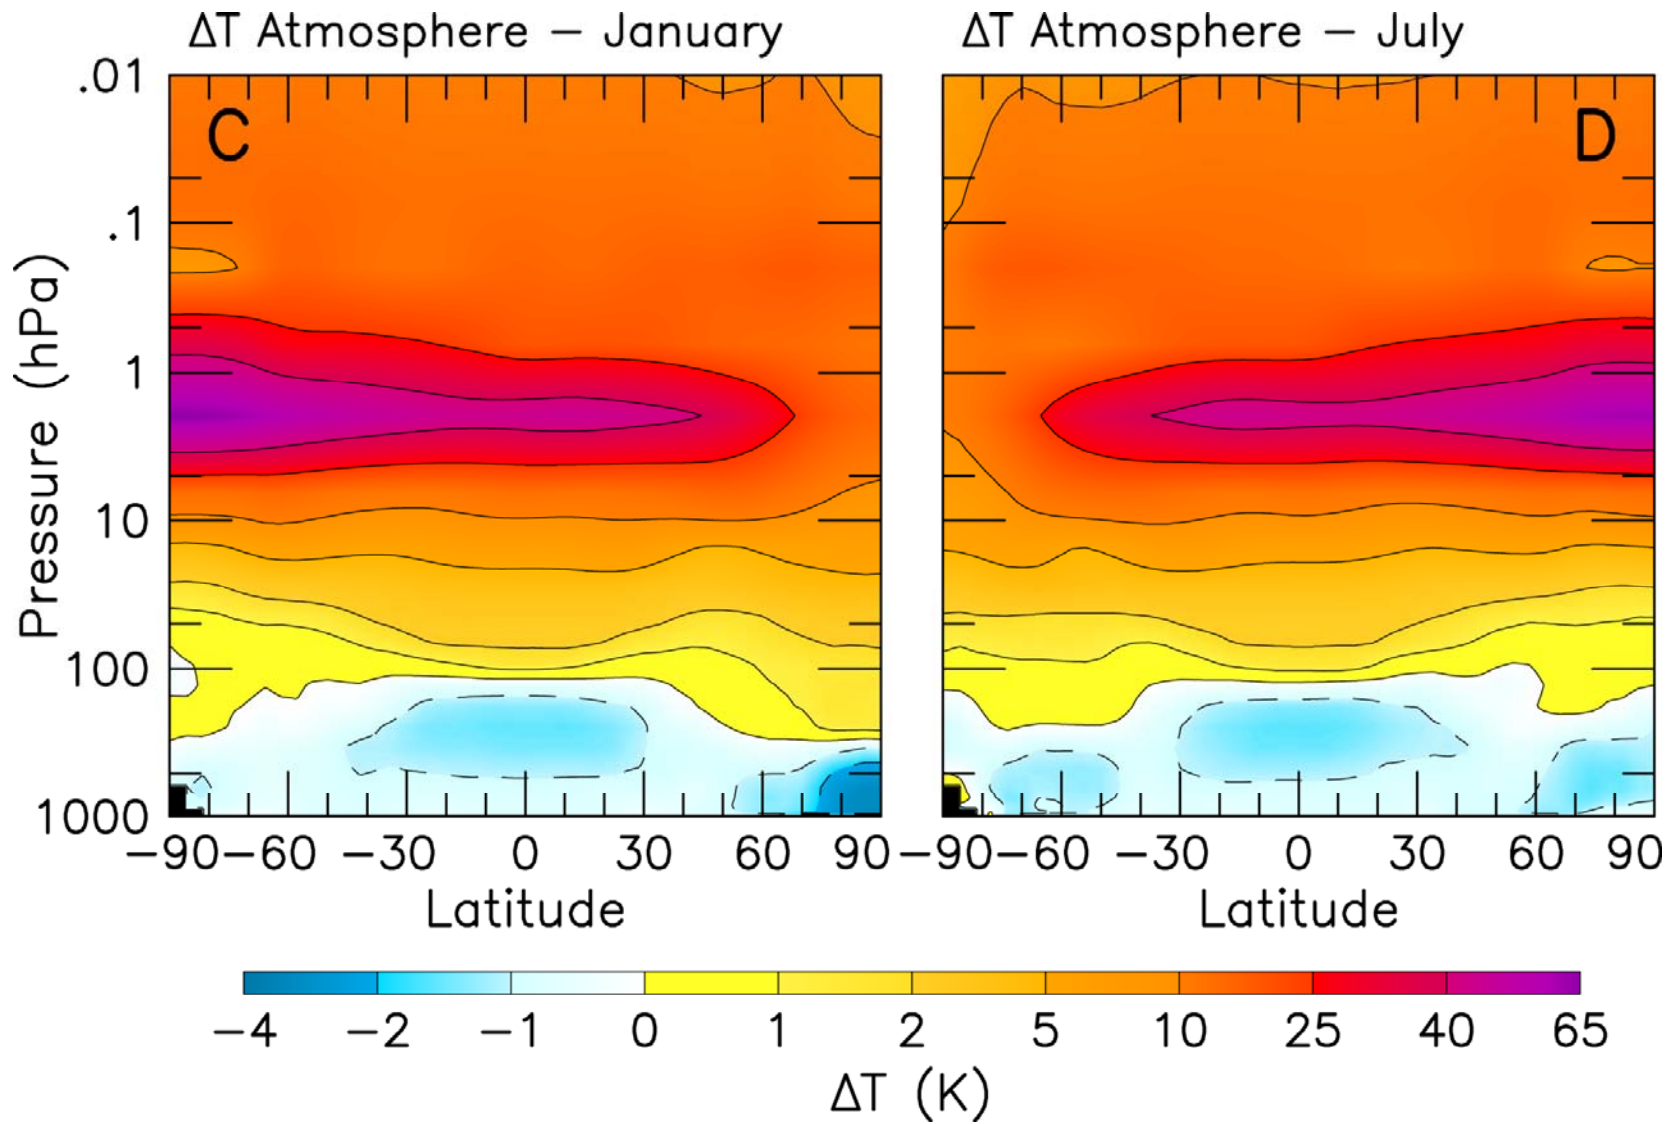 ΔT Atmosphere – January
ΔT Atmosphere – July
.01
C
D
.1
1
10
100
1000
Pressure (hPa)
−90 −60 −30 0 30 60 90
−90 −60 −30 0 30 60 90
Latitude
Latitude
−4 −2 −1 0 1 2 5 10 25 40 65
ΔT (K)